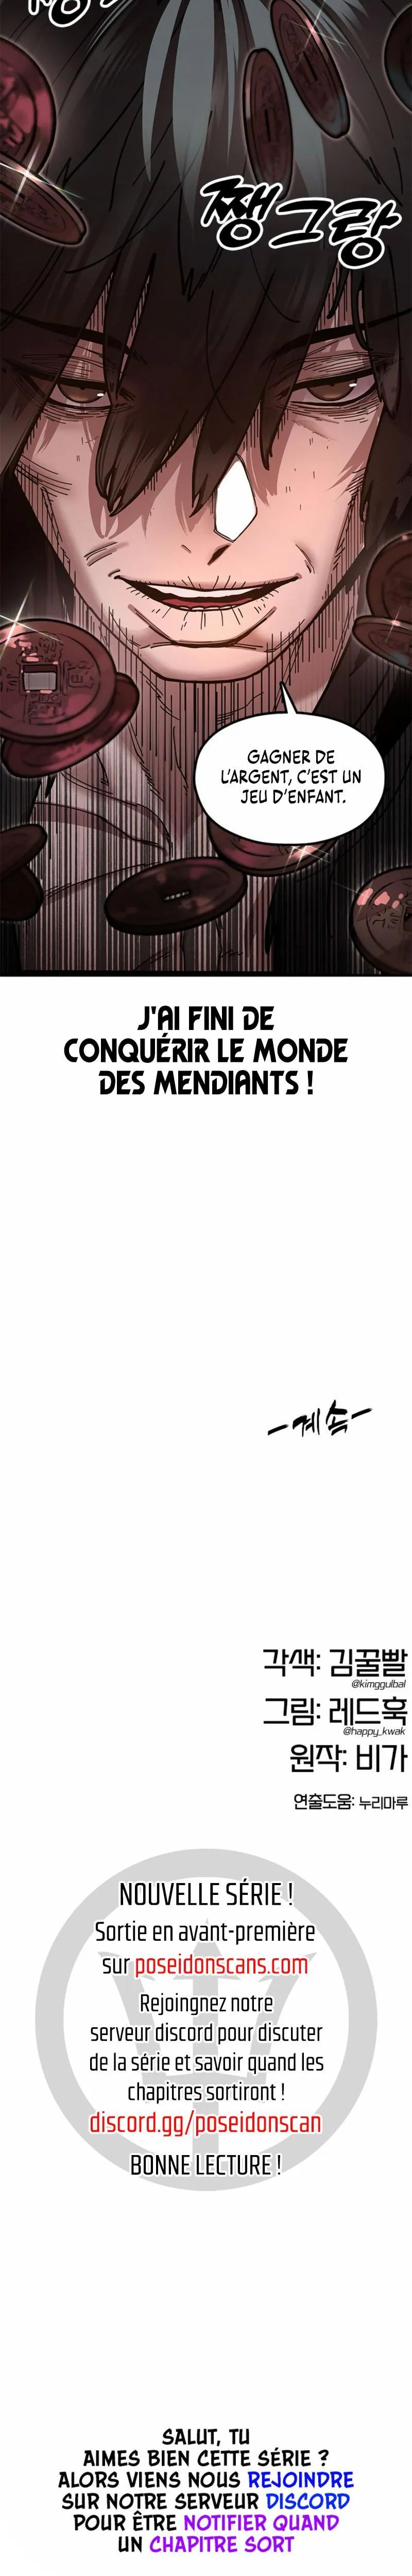 쨍그랑
GAGNER DE
L'ARGENT, C'EST UN
JEU D'ENFANT.
J'AI FINI DE
CONQUÉRIR LE MONDE
DES MENDIANTS !
-계속-
각색: 김꿀빨
@kimggulbal
그림: 레드훅
@happy_kwak
원작: 비가
연출도움: 누리마루
NOUVELLE SÉRIE !
Sortie en avant-première
sur poseidonscans.com
Rejoingnez notre
serveur discord pour discuter
de la série et savoir quand les
chapitres sortiront !
discord.gg/poseidonscan
BONNE LECTURE !
SALUT, TU
AIMES BIEN CETTE SÉRIE ?
ALORS VIENS NOUS REJOINDRE
SUR NOTRE SERVEUR DISCORD
POUR ÊTRE NOTIFIER QUAND
UN CHAPITRE SORT